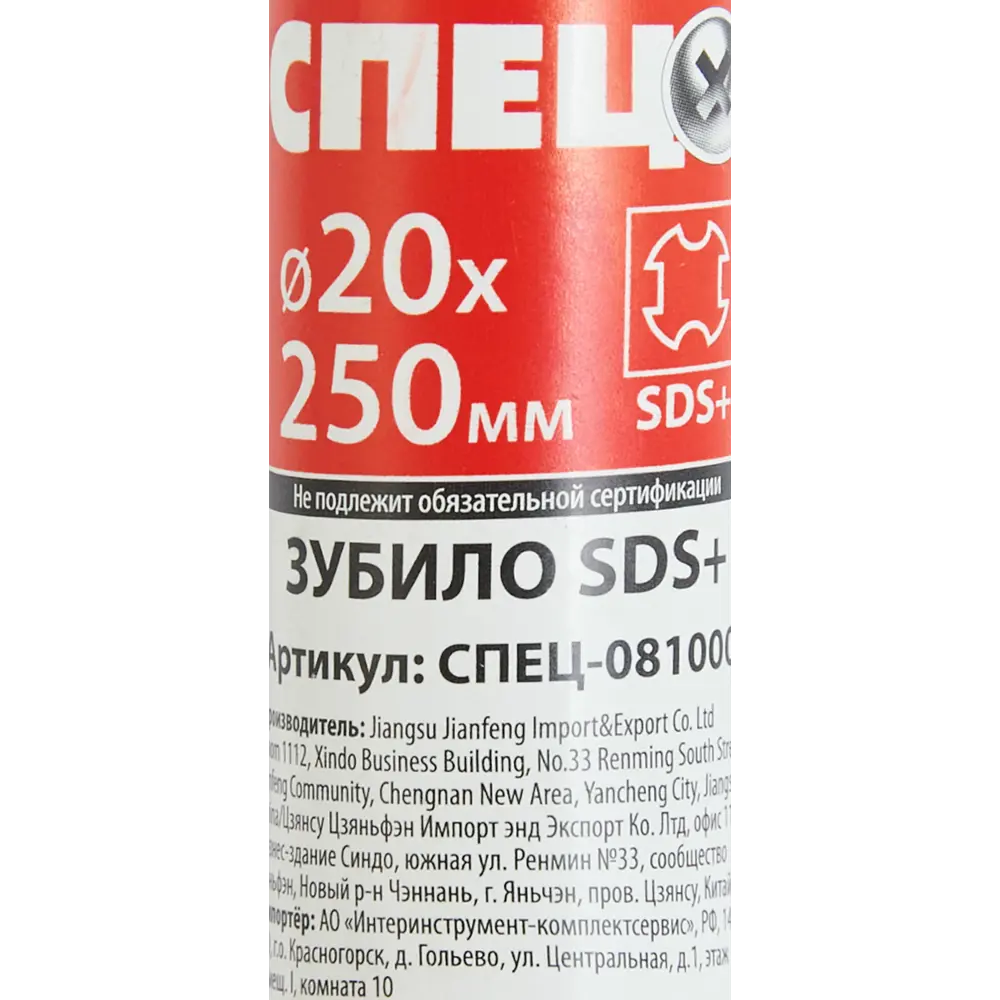 СПЕЦ
ø20x
250мм
SDS+
Не подлежит обязательной сертификации
ЗУБИЛО SDS+
Артикул: СПЕЦ-081000
Jiangsu Jianfeng Import&Export Co. Ltd
1112, Xindo Business Building, No.33 Renming South
Community, Chengnan New Area, Yancheng City,
Цзянсу Цзяньфэн Импорт энд Экспорт Ко. Лтд, офис
здание Синдо, южная ул. Ренмин №33, сообщество
Новый р-н Чэннань, г. Яньчэн, пров. Цзянсу, Китай
АО «Интеринструмент-комплектсервис», РФ,
г.о. Красногорск, д. Гольево, ул. Центральная, д.1, этаж
I, комната 10